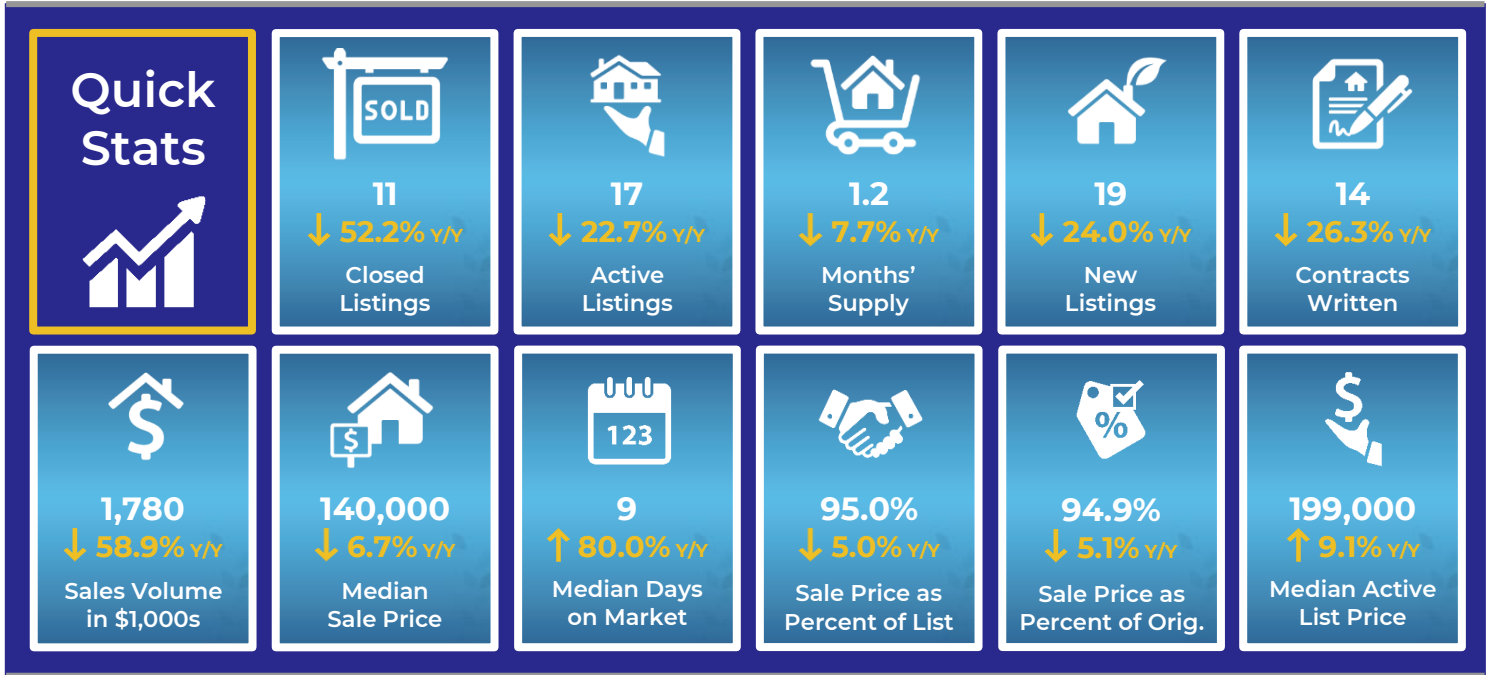 Quick
Stats
SOLD
11
↓ 52.2% Y/Y
Closed
Listings
17
↓ 22.7% Y/Y
Active
Listings
1.2
↓ 7.7% Y/Y
Months’
Supply
19
↓ 24.0% Y/Y
New
Listings
14
↓ 26.3% Y/Y
Contracts
Written
$
1,780
↓ 58.9% Y/Y
Sales Volume
in $1,000s
$
140,000
↓ 6.7% Y/Y
Median
Sale Price
123
9
↑ 80.0% Y/Y
Median Days
on Market
95.0%
↓ 5.0% Y/Y
Sale Price as
Percent of List
%
94.9%
↓ 5.1% Y/Y
Sale Price as
Percent of Orig.
$
199,000
↑ 9.1% Y/Y
Median Active
List Price